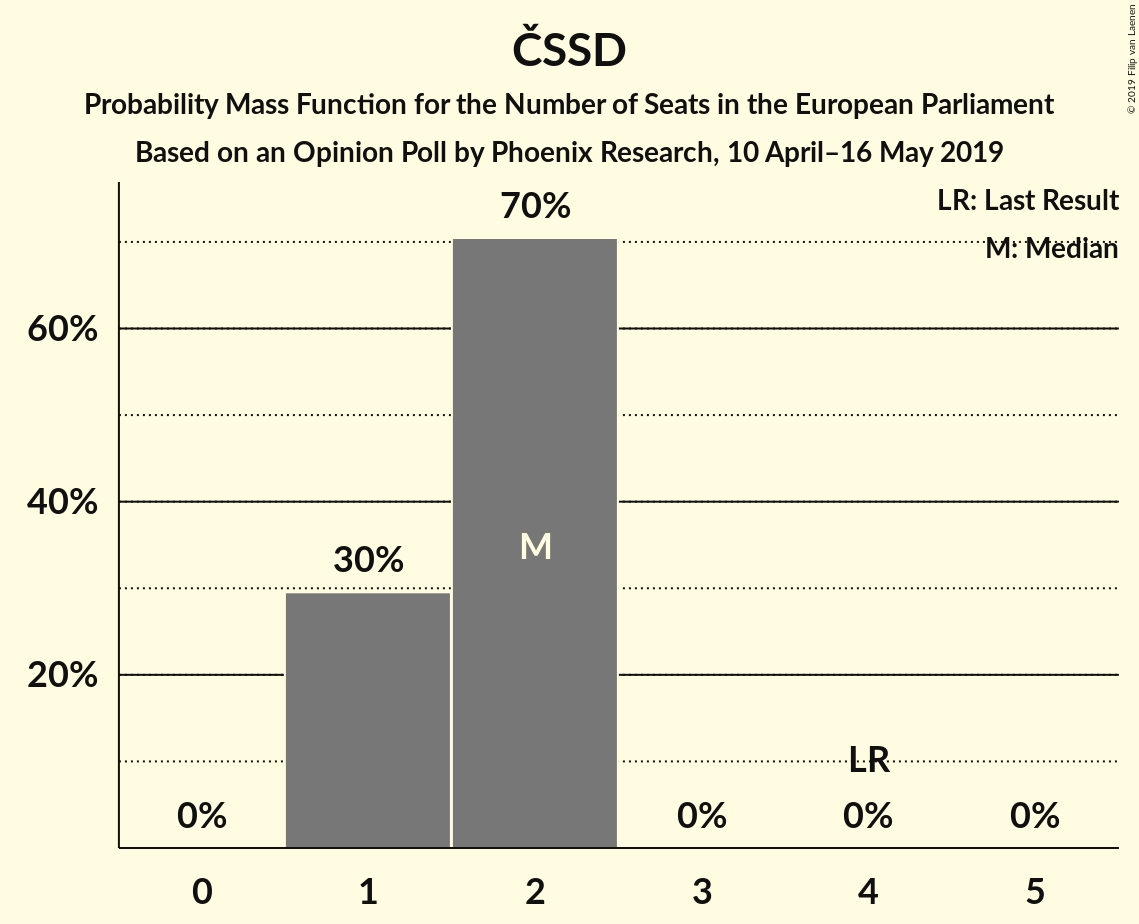 ČSSD
Probability Mass Function for the Number of Seats in the European Parliament
Based on an Opinion Poll by Phoenix Research, 10 April–16 May 2019
© 2019 Filip van Laenen
LR: Last Result
M: Median
70%
60%
40%
M
30%
20%
LR
0%
0%
0%
0%
0 1 2 3 4 5